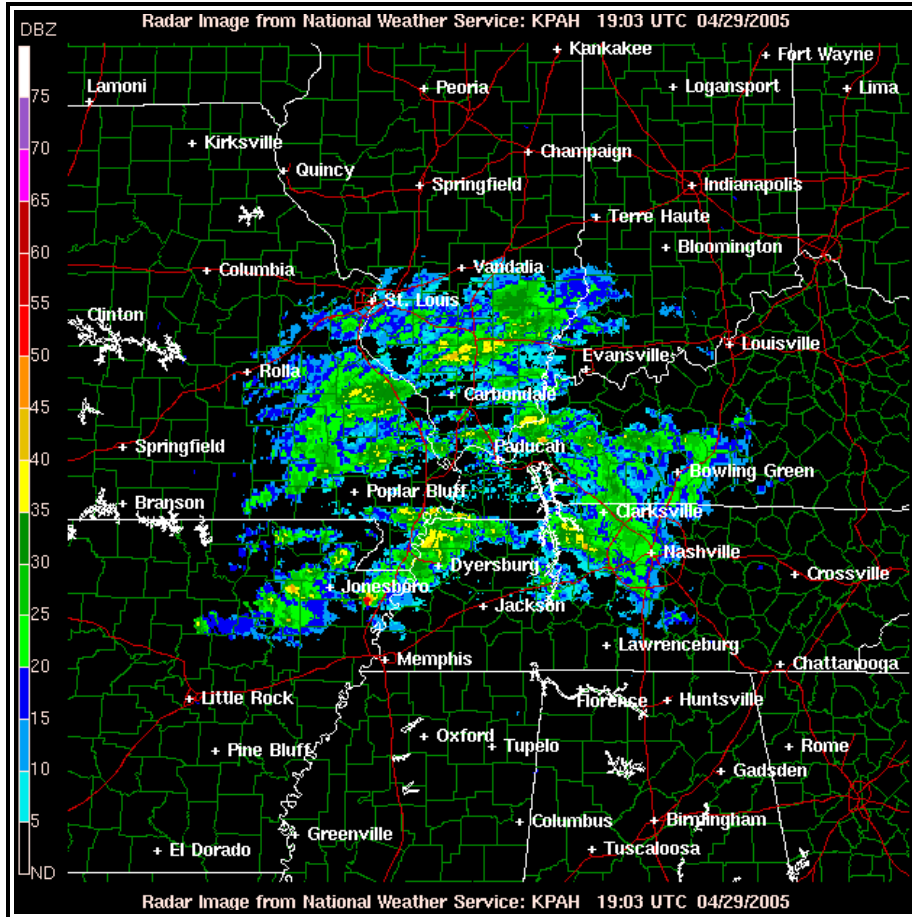 Radar Image from National Weather Service: KPAH 19:03 UTC 04/29/2005
DBZ
Kankakee
Fort Wayne
Lamoni
Peoria
Logansport
Lima
75
Kirksville
70
Champaign
Quincy
Springfield
Indianapolis
65
Terre Haute
60
Bloomington
Columbia
Vandalia
55
St. Louis
Clinton
Louisville
50
Evansville
Rolla
45
Carbondale
Springfield
Paducah
40
Bowling Green
Branson
Poplar Bluff
35
Clarksville
Nashville
30
Dyersburg
Crossville
Jonesboro
25
Jackson
Lawrenceburg
20
Memphis
Chattanooga
Little Rock
Florence
Huntsville
15
Oxford
Tupelo
Pine Bluff
Rome
10
Gadsden
5
Columbus
Birmingham
Greenville
El Dorado
Tuscaloosa
ND
Radar Image from National Weather Service: KPAH 19:03 UTC 04/29/2005